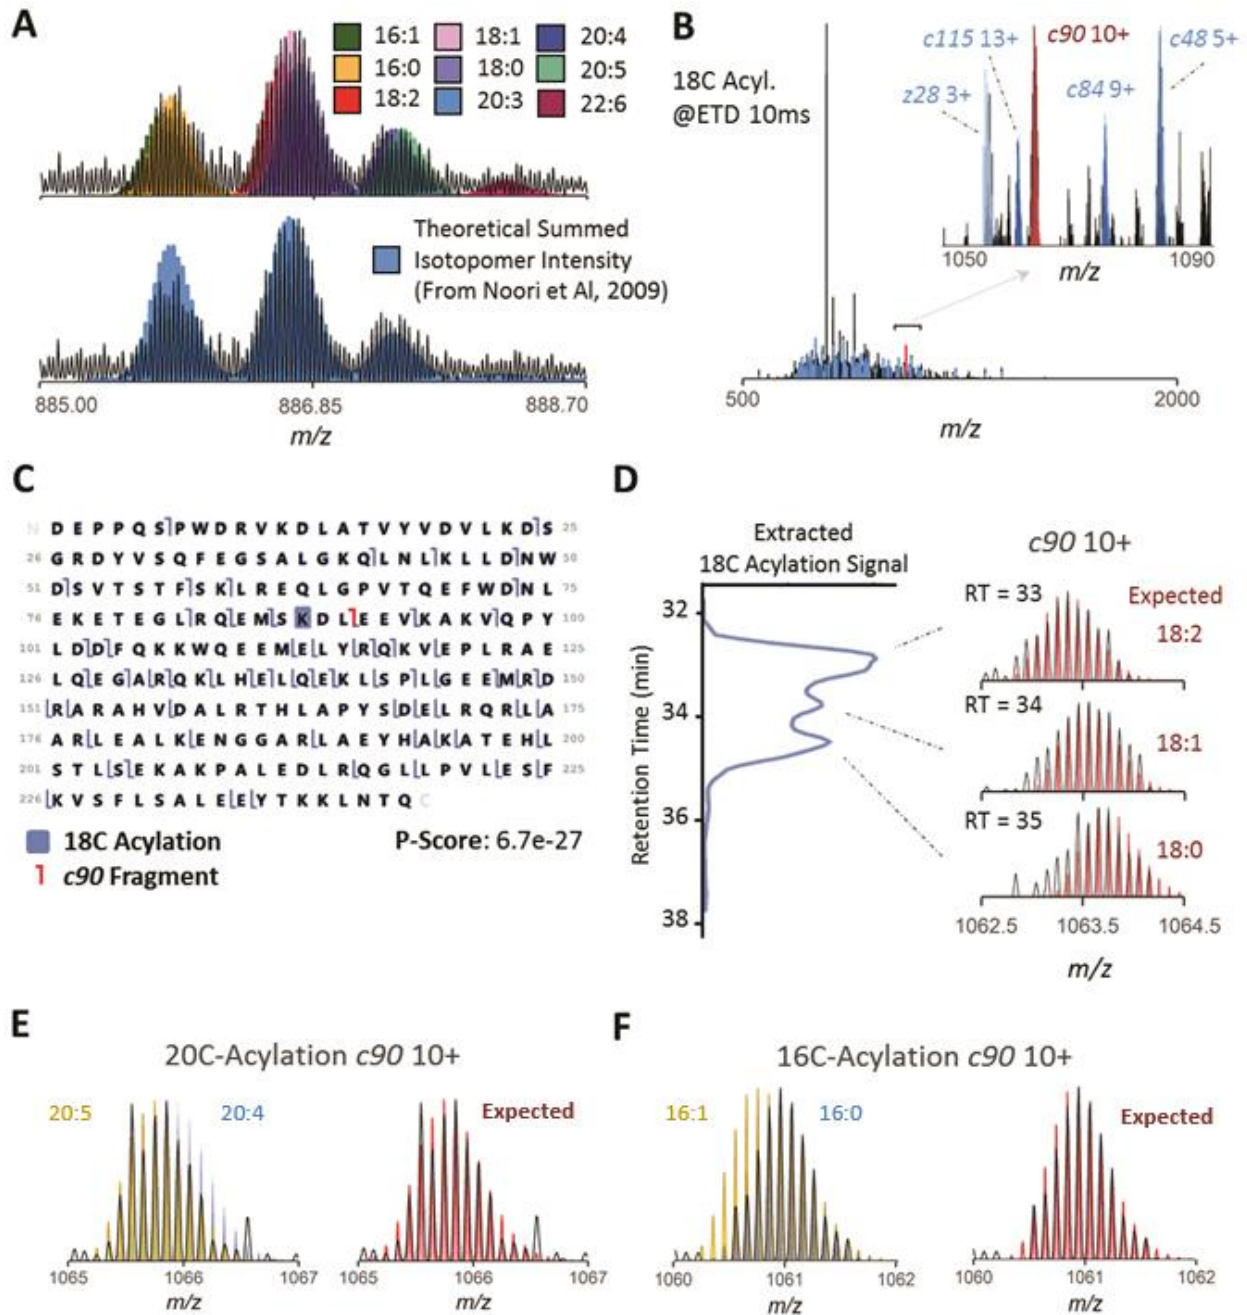 A
16:1 18:1 20:4
16:0 18:0 20:5
18:2 20:3 22:6
Theoretical Summed
Isotopomer Intensity
(From Noori et Al, 2009)
885.00 886.85 888.70
m/z
B
18C Acyl.
@ETD 10ms
c115 13+ c90 10+ c48 5+
z28 3+ c84 9+
1050 1090
m/z
500 2000
m/z
C
N D E P P Q S P W D R V K D L A T V Y V D V L K D S 25
26 G R D Y V S Q F E G S A L G K Q L N L K L L D N W 50
51 D S V T S T F S K L R E Q L G P V T Q E F W D N L 75
76 E K E T E G L R Q E M S K D L E E V K A K V Q P Y 100
101 L D D F Q K K W Q E E M E L Y R Q K V E P L R A E 125
126 L Q E G A R Q K L H E L Q E K L S P L G E E M R D 150
151 R A R A H V D A L R T H L A P Y S D E L R Q R L A 175
176 A R L E A L K E N G G A R L A E Y H A K A T E H L 200
201 S T L S E K A K P A L E D L R Q G L L P V L E S F 225
226 K V S F L S A L E E Y T K K L N T Q C
18C Acylation P-Score: 6.7e-27
c90 Fragment
D
Extracted
18C Acylation Signal
Retention Time (min)
32
34
36
38
c90 10+
RT = 33 Expected
18:2
RT = 34
18:1
RT = 35
18:0
1062.5 1063.5 1064.5
m/z
E
20C-Acylation c90 10+
20:5 20:4 Expected
1065 1066 1067 1065 1066 1067
m/z m/z
F
16C-Acylation c90 10+
16:1 16:0 Expected
1060 1061 1062 1060 1061 1062
m/z m/z